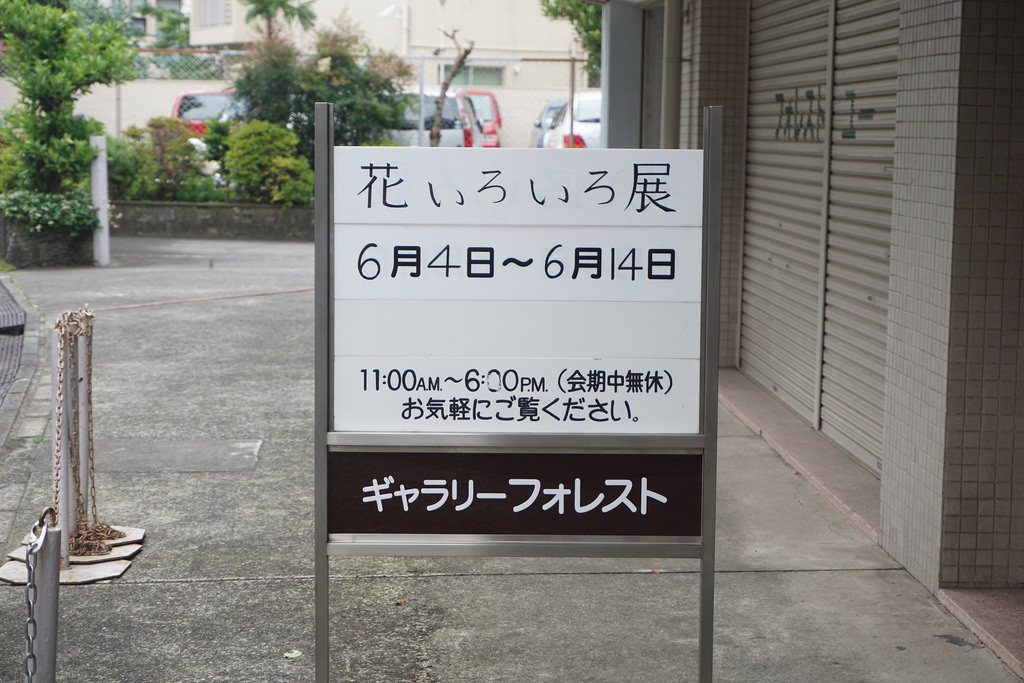 花いろいろ展
6月4日～6月14日
11:00A.M.～6:00P.M.（会期中無休）
お気軽にご覧ください。
ギャラリーフォレスト